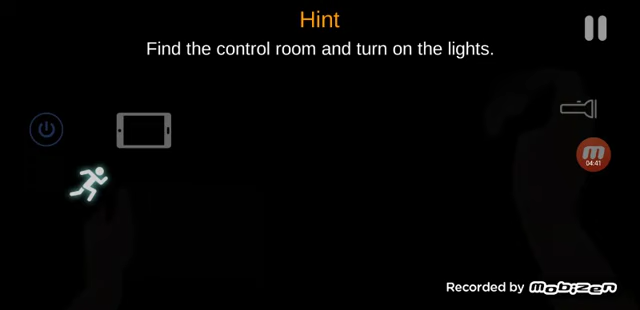 Hint
Find the control room and turn on the lights.
04:41
Recorded by Mobizen